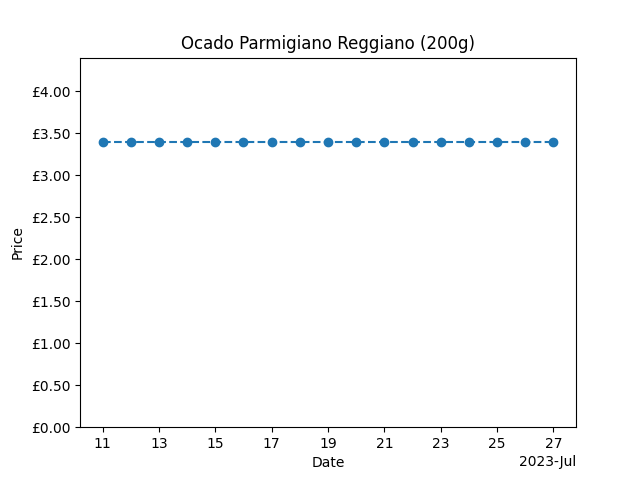 Ocado Parmigiano Reggiano (200g)
£4.00
£3.50
£3.00
£2.50
£2.00
£1.50
£1.00
£0.50
£0.00
Price
11 13 15 17 19 21 23 25 27
Date
2023-Jul